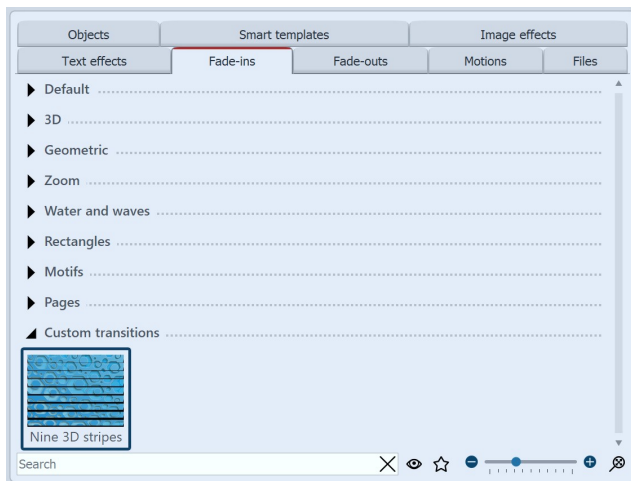 Objects Smart templates Image effects
Text effects Fade-ins Fade-outs Motions Files
Default
3D
Geometric
Zoom
Water and waves
Rectangles
Motifs
Pages
Custom transitions
Nine 3D stripes
Search